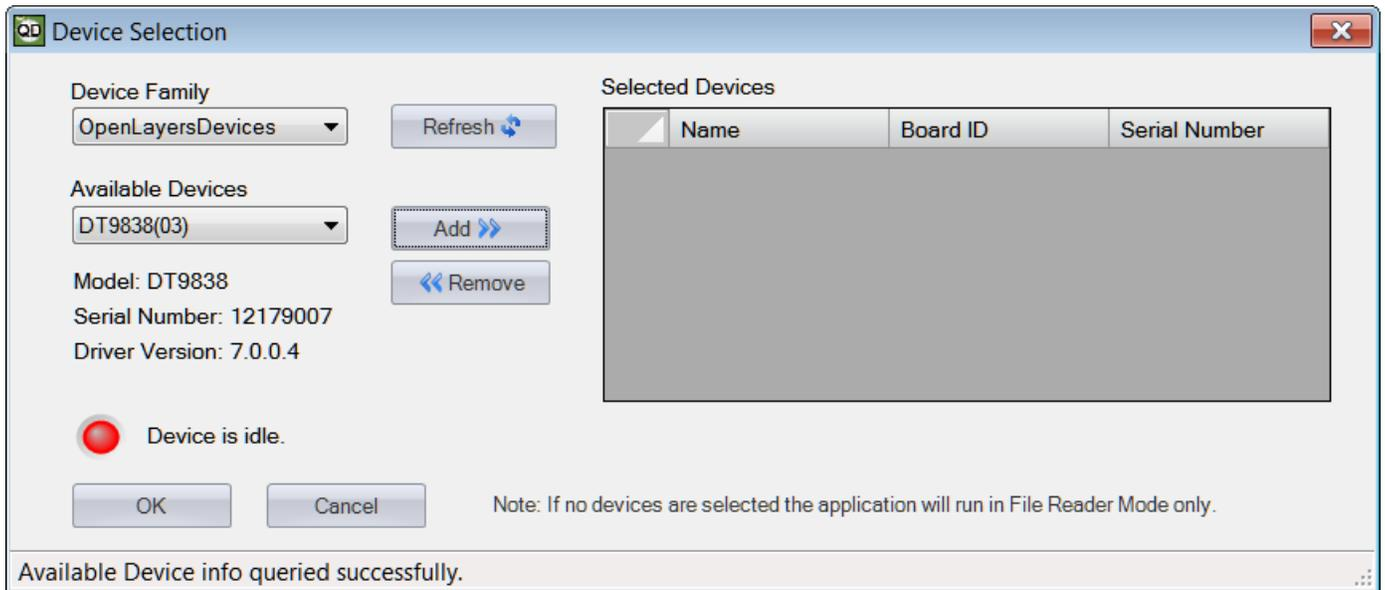 QD Device Selection
Device Family
OpenLayersDevices
Refresh
Available Devices
DT9838(03)
Add
Remove
Model: DT9838
Serial Number: 12179007
Driver Version: 7.0.0.4
Device is idle.
OK
Cancel
Selected Devices
Name Board ID Serial Number
Note: If no devices are selected the application will run in File Reader Mode only.
Available Device info queried successfully.